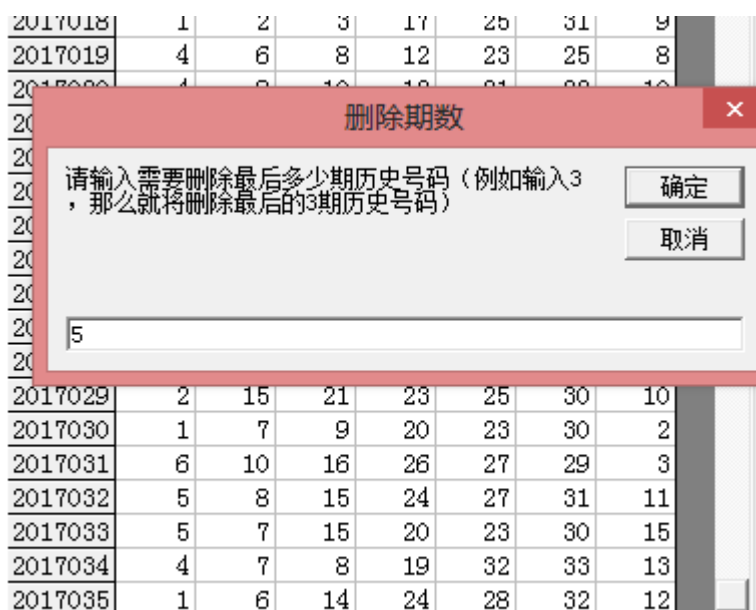 2017018 1 2 3 17 25 31 9
2017019 4 6 8 12 23 25 8
删除期数
请输入需要删除最后多少期历史号码（例如输入3
，那么就将删除最后的3期历史号码）
确定
取消
5
2017029 2 15 21 23 25 30 10
2017030 1 7 9 20 23 30 2
2017031 6 10 16 26 27 29 3
2017032 5 8 15 24 27 31 11
2017033 5 7 15 20 23 30 15
2017034 4 7 8 19 32 33 13
2017035 1 6 14 24 28 32 12